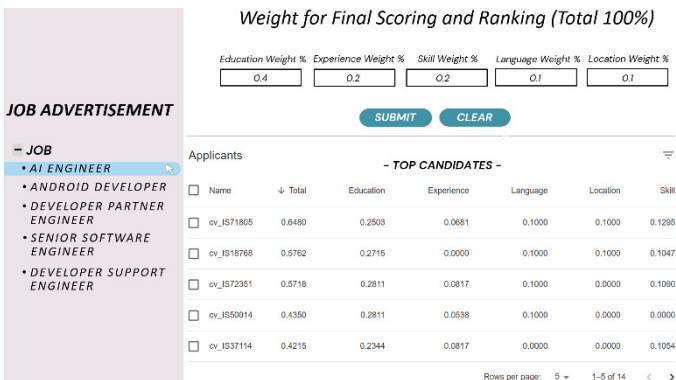 Weight for Final Scoring and Ranking (Total 100%)
Education Weight % Experience Weight % Skill Weight % Language Weight % Location Weight %
0.4 0.2 0.2 0.1 0.1
SUBMIT CLEAR
JOB ADVERTISEMENT
– JOB
• AI ENGINEER
• ANDROID DEVELOPER
• DEVELOPER PARTNER
ENGINEER
• SENIOR SOFTWARE
ENGINEER
• DEVELOPER SUPPORT
ENGINEER
Applicants
– TOP CANDIDATES –
Name ↓ Total Education Experience Language Location Skill
cv_IS71805 0.6480 0.2503 0.0681 0.1000 0.1000 0.1295
cv_IS18768 0.5762 0.2715 0.0000 0.1000 0.1000 0.1047
cv_IS72351 0.5718 0.2811 0.0817 0.1000 0.0000 0.1090
cv_IS50014 0.4350 0.2811 0.0538 0.1000 0.0000 0.0000
cv_IS37114 0.4215 0.2344 0.0817 0.0000 0.0000 0.1054
Rows per page: 5 1–5 of 14 < >